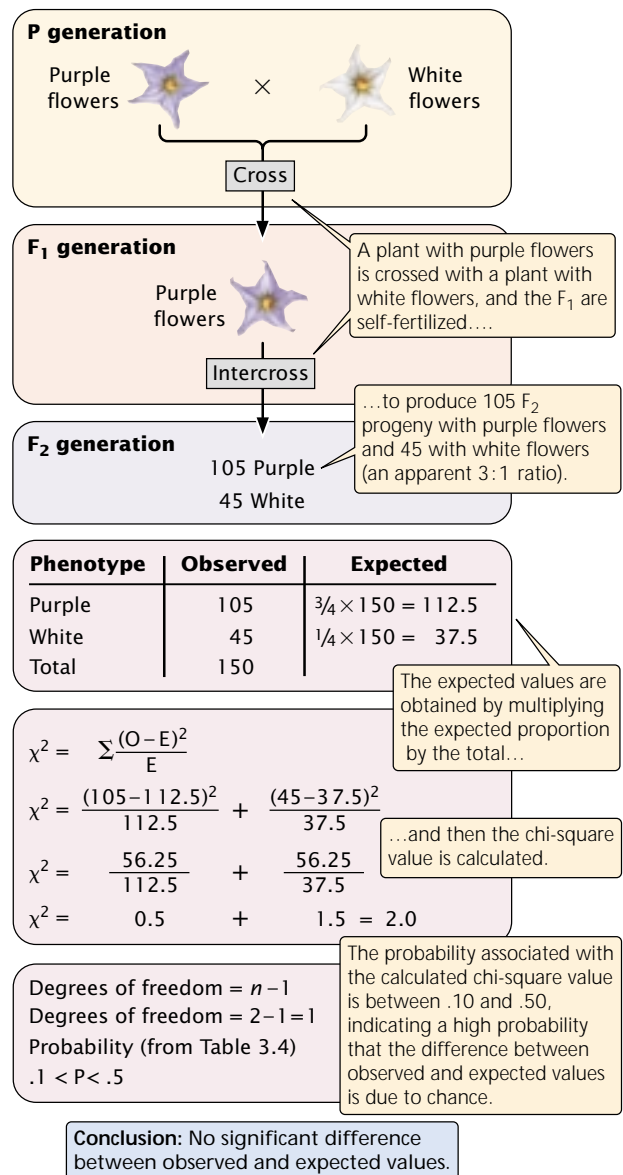 P generation
Purple
flowers
×
White
flowers
Cross
F₁ generation
Purple
flowers
Intercross
A plant with purple flowers
is crossed with a plant with
white flowers, and the F₁ are
self-fertilized….
F₂ generation
105 Purple
45 White
…to produce 105 F₂
progeny with purple flowers
and 45 with white flowers
(an apparent 3:1 ratio).
Phenotype Observed Expected
Purple 105 ¾ × 150 = 112.5
White 45 ¼ × 150 = 37.5
Total 150
The expected values are
obtained by multiplying
the expected proportion
by the total…
χ² = Σ(O–E)²/E
χ² = (105–112.5)²/112.5 + (45–37.5)²/37.5
χ² = 56.25/112.5 + 56.25/37.5
χ² = 0.5 + 1.5 = 2.0
…and then the chi-square
value is calculated.
Degrees of freedom = n–1
Degrees of freedom = 2–1=1
Probability (from Table 3.4)
.1 < P< .5
The probability associated with
the calculated chi-square value
is between .10 and .50,
indicating a high probability
that the difference between
observed and expected values
is due to chance.
Conclusion: No significant difference
between observed and expected values.